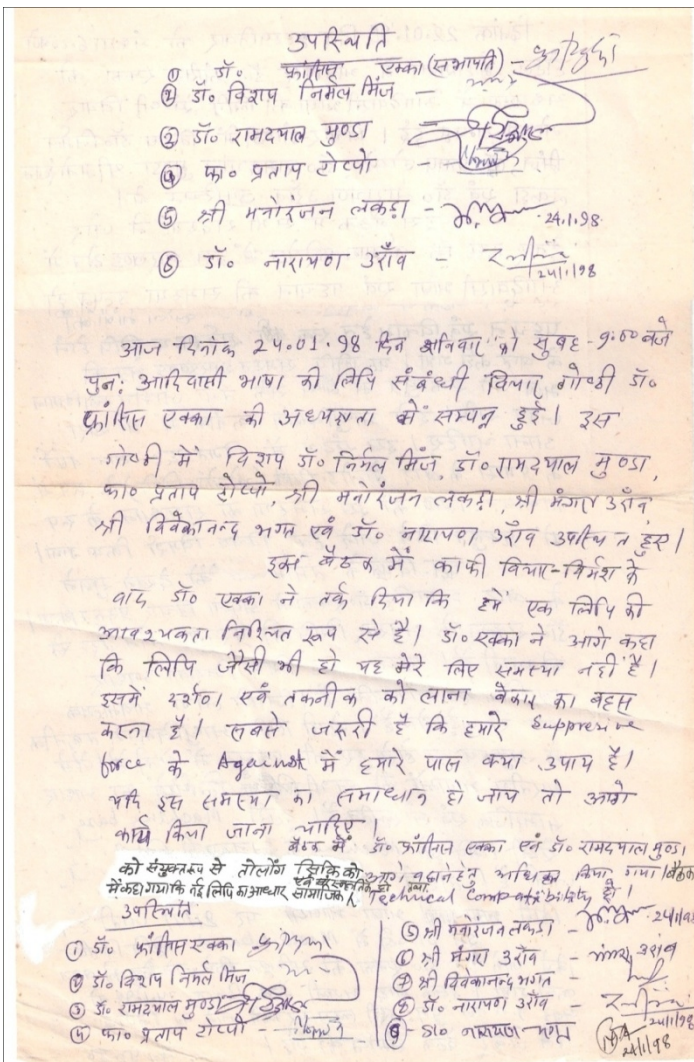 उपस्थिति
① डॉ० फ्रांसिस एक्का (सभापति) -
② डॉ. विशप निर्मल मिंज -
③ डॉ० रामदयाल मुण्डा
④ फा० प्रताप टोप्पो
⑤ श्री मनोरंजन लकड़ा - 24.1.98
⑥ डॉ० नारायण उराँव - 24/1/98
आज दिनांक 24.01.98 दिन शनिवार को सुबह - 9:00 बजे
पुन: आदिवासी भाषा की लिपि संबंधी विचार गोष्ठी डॉ०
फ्रांसिस एक्का की अध्यक्षता में सम्पन्न हुई। इस
गोष्ठी में विशप डॉ० निर्मल मिंज, डॉ० रामदयाल मुण्डा,
फा० प्रताप टोप्पो, श्री मनोरंजन लकड़ा, श्री मंगरा उराँव
श्री विवेकानन्द भगत एवं डॉ० नारायण उराँव उपस्थित हुए।
इस बैठक में काफी विचार-विर्मश के
बाद डॉ० एक्का ने तर्क दिया कि हमें एक लिपि की
आवश्यकता निश्चित रूप से है। डॉ० एक्का ने आगे कहा
कि लिपि जैसी भी हो यह मेरे लिए समस्या नहीं है।
इसमें दर्शन एवं तकनीक को लाना बेकार का बहस
करना है। सबसे जरूरी है कि हमारे Suppressive
force के Against में हमारे पास क्या उपाय है।
यदि इस समस्या का समाधान हो जाय तो आगे
कार्य किया जाना चाहिए।
बैठक में डॉ० फ्रांसिस एक्का एवं डॉ० रामदयाल मुण्डा
को संयुक्त रूप से तोलोंग सिकि को आगे बढ़ाने हेतु अधिकृत किया गया। बैठक
में कहा गया कि नई लिपि का आधार सामाजिक Technical Compatibility हो।
उपस्थिति
① डॉ० फ्रांसिस एक्का
② डॉ० विशप निर्मल मिंज
③ डॉ० रामदयाल मुण्डा
④ फा० प्रताप टोप्पो -
⑤ श्री मनोरंजन लकड़ा - 24/1/98
⑥ श्री मंगरा उराँव -
⑦ श्री विवेकानन्द भगत -
⑧ डॉ० नारायण उराँव - 24/1/98
⑨ डा० नारायण भगत 24/1/98